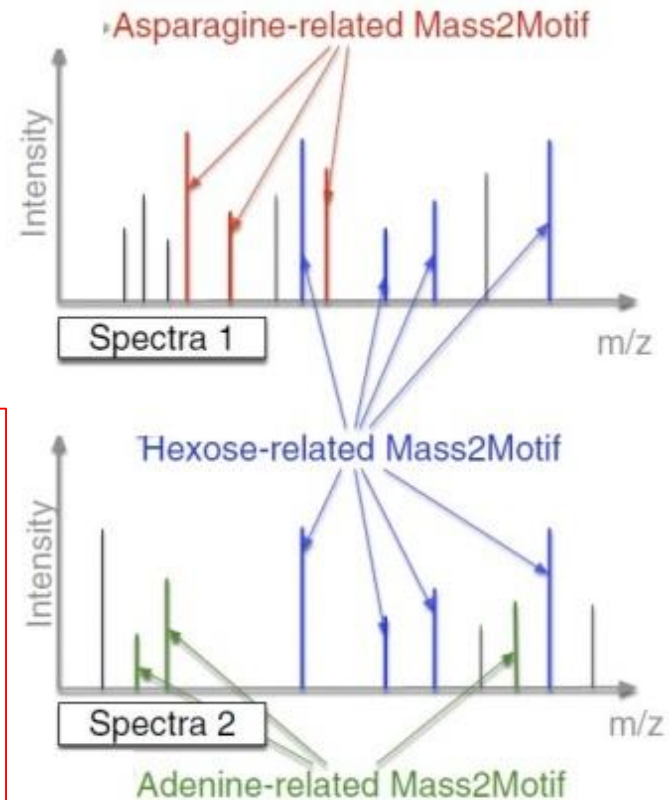 Asparagine-related Mass2Motif
Intensity
Spectra 1
m/z
Hexose-related Mass2Motif
Intensity
Spectra 2
m/z
Adenine-related Mass2Motif